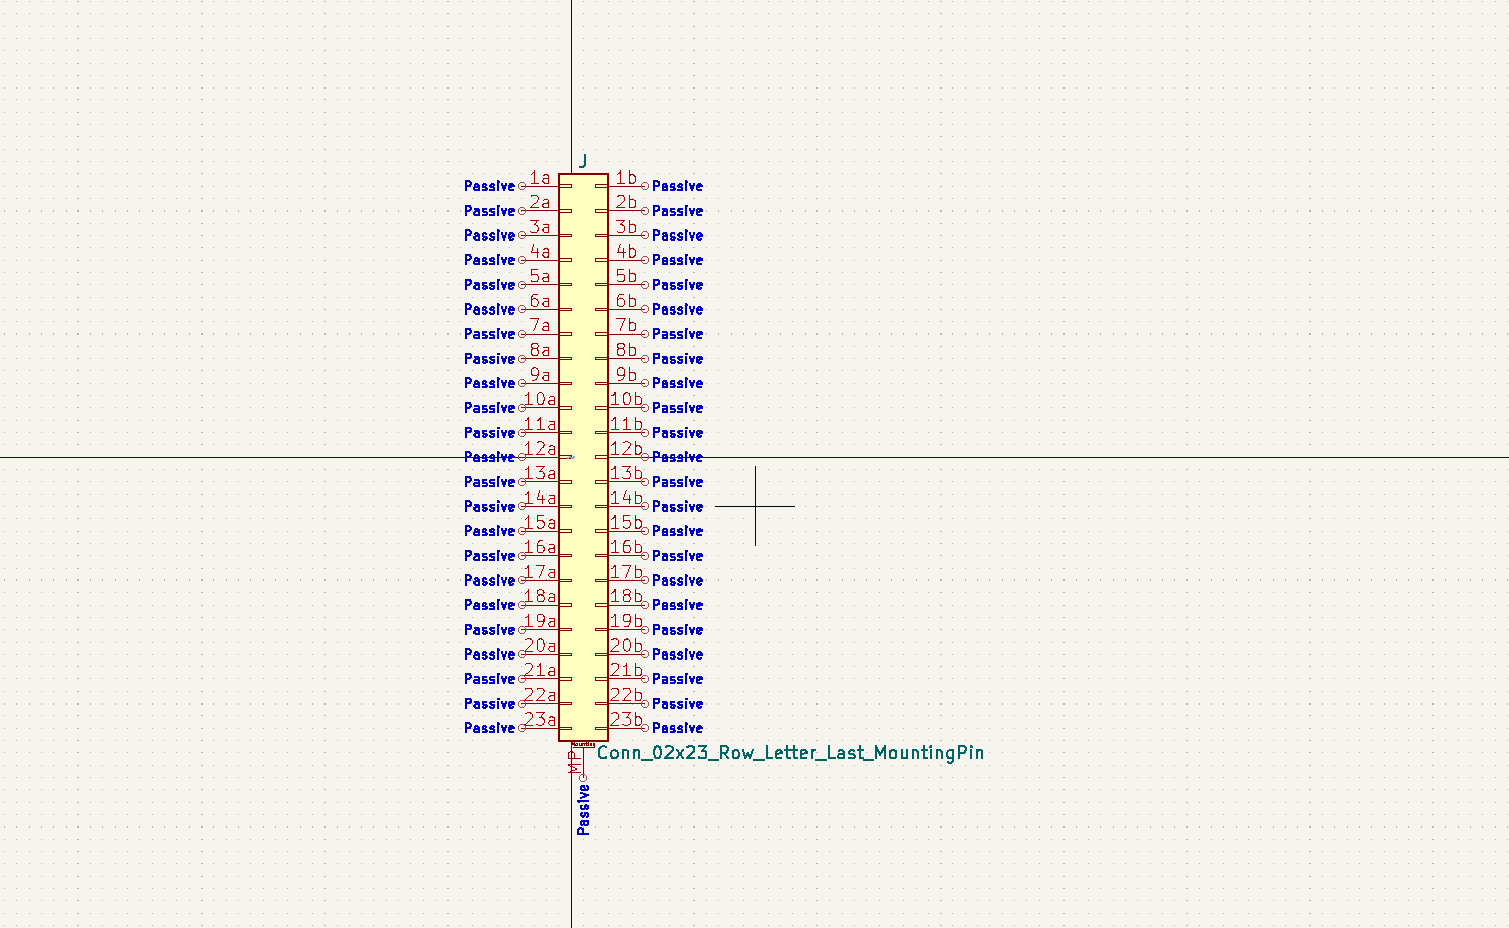 J
Passive 1a 1b Passive
Passive 2a 2b Passive
Passive 3a 3b Passive
Passive 4a 4b Passive
Passive 5a 5b Passive
Passive 6a 6b Passive
Passive 7a 7b Passive
Passive 8a 8b Passive
Passive 9a 9b Passive
Passive 10a 10b Passive
Passive 11a 11b Passive
Passive 12a 12b Passive
Passive 13a 13b Passive
Passive 14a 14b Passive
Passive 15a 15b Passive
Passive 16a 16b Passive
Passive 17a 17b Passive
Passive 18a 18b Passive
Passive 19a 19b Passive
Passive 20a 20b Passive
Passive 21a 21b Passive
Passive 22a 22b Passive
Passive 23a 23b Passive
Mounting
MP
Conn_02x23_Row_Letter_Last_MountingPin
Passive